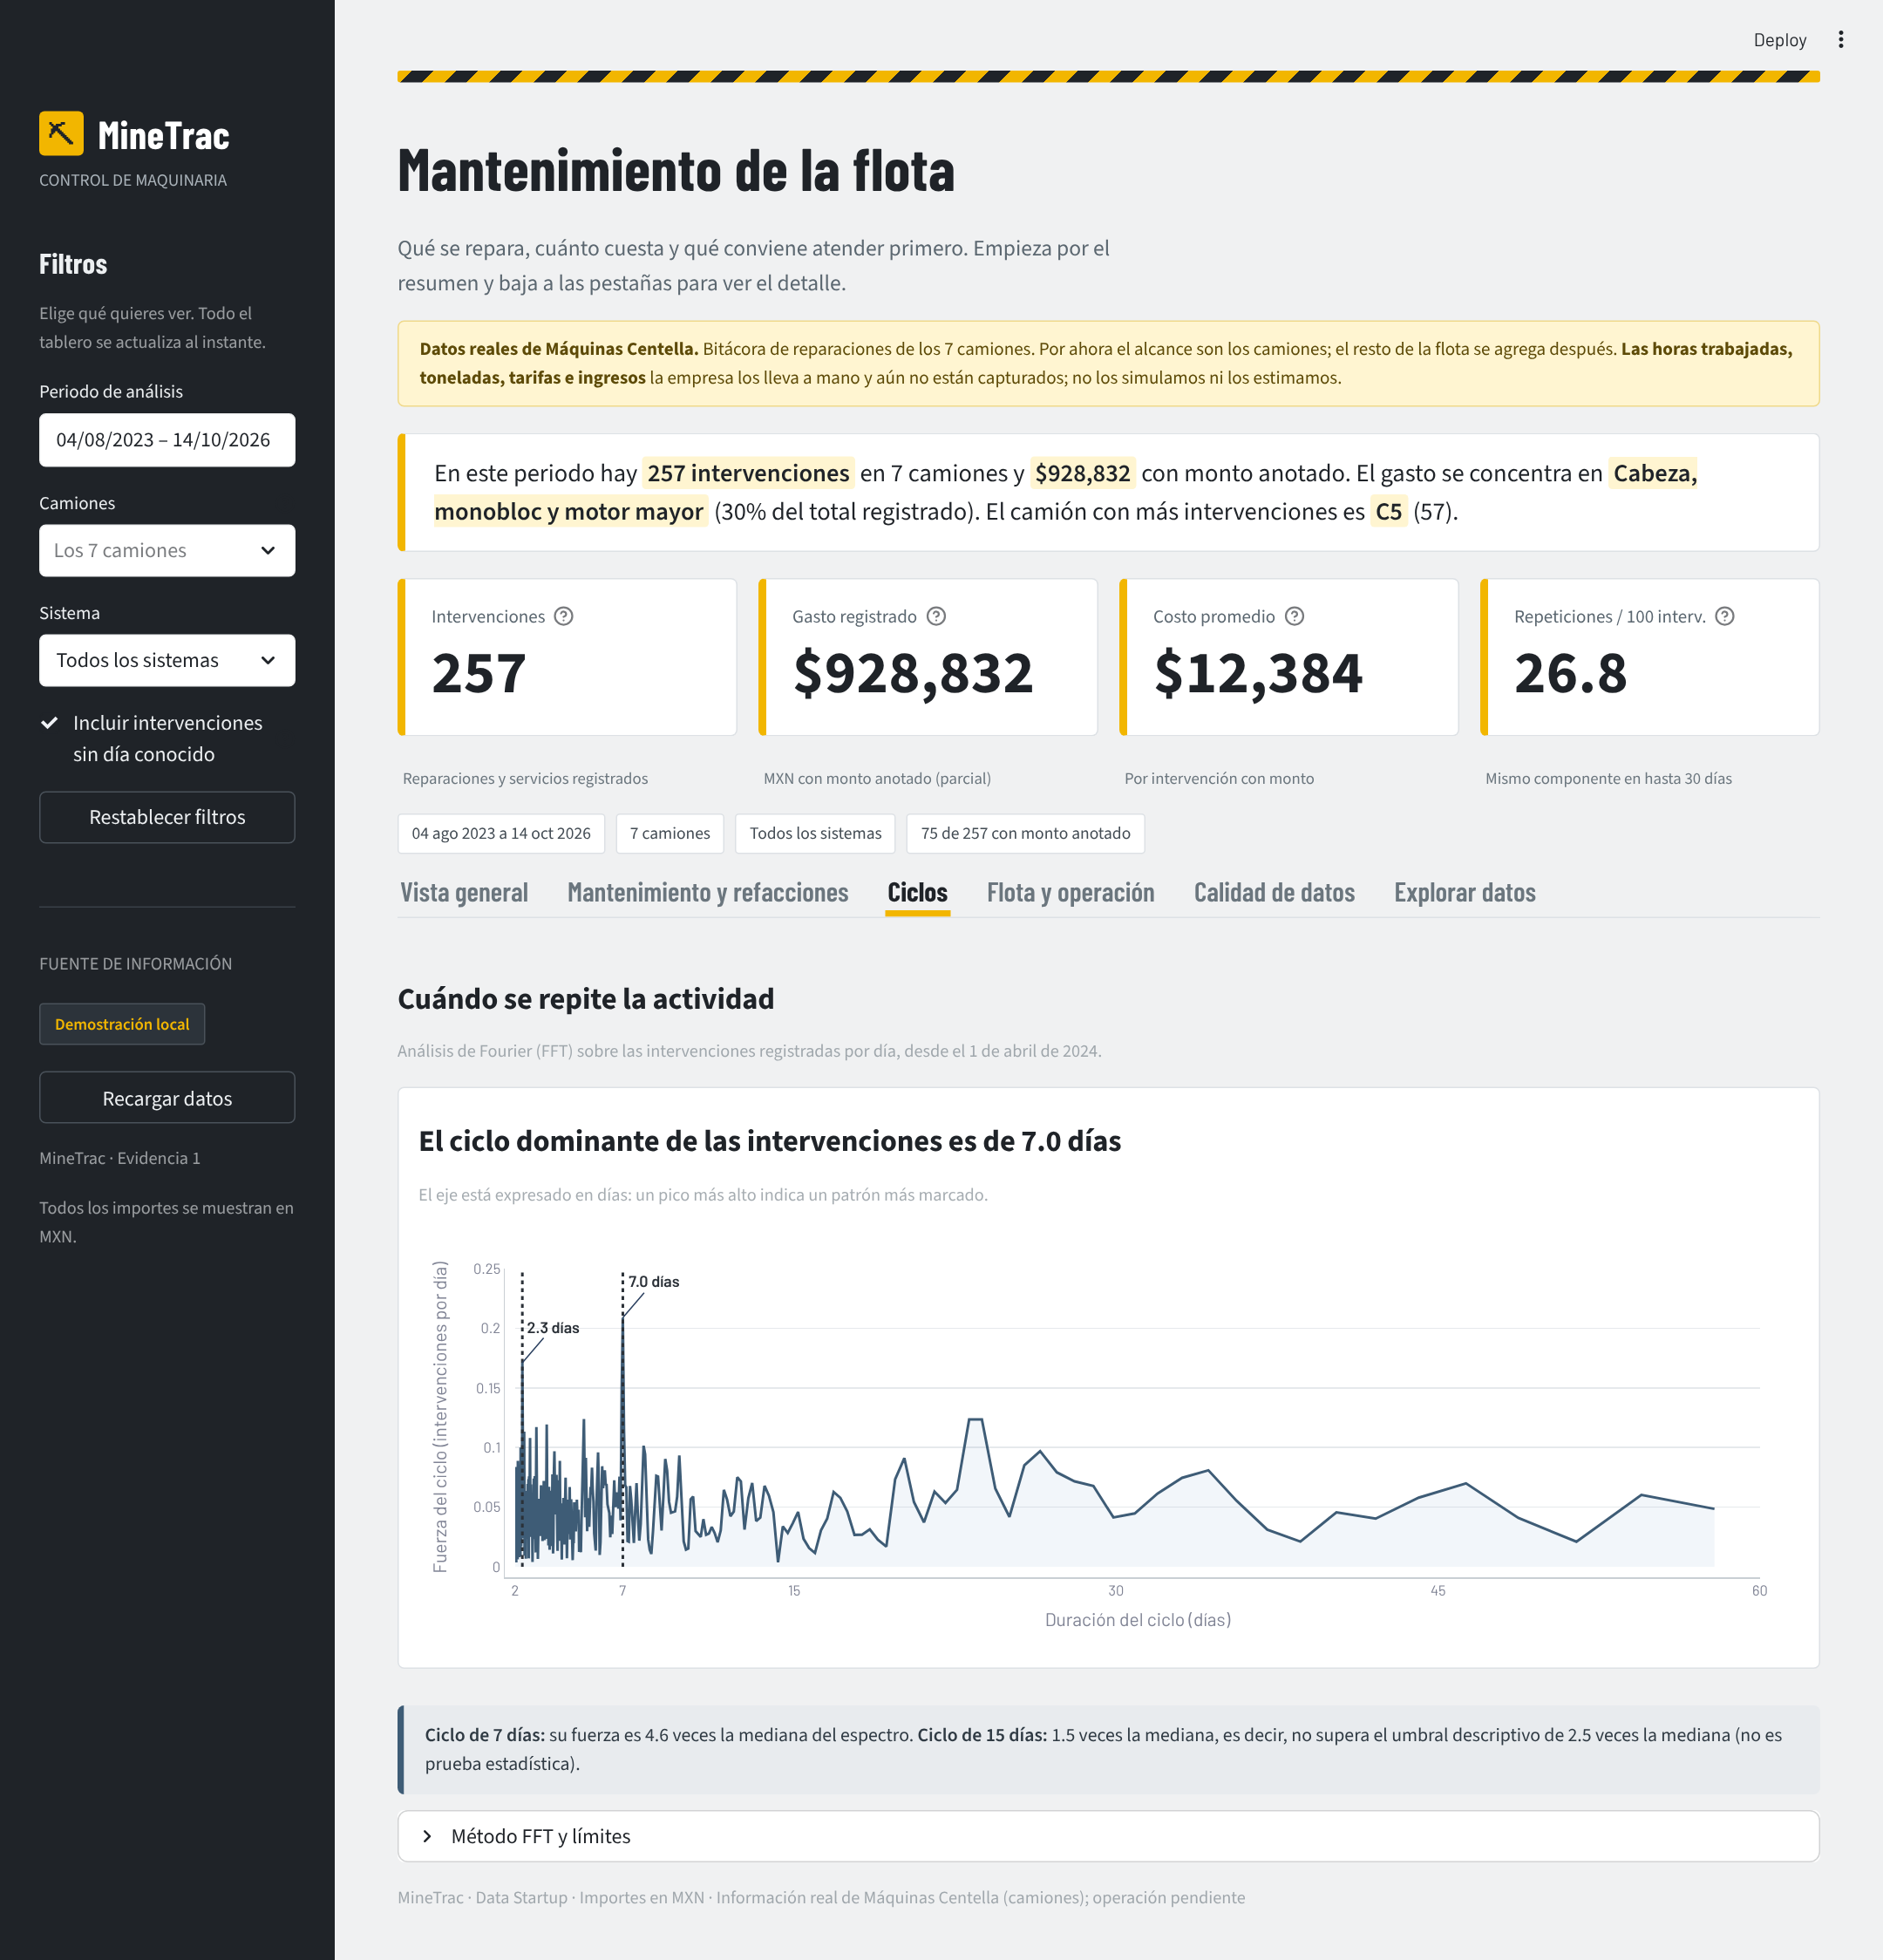 Deploy
MineTrac
CONTROL DE MAQUINARIA
Filtros
Elige qué quieres ver. Todo el
tablero se actualiza al instante.
Periodo de análisis
04/08/2023 – 14/10/2026
Camiones
Los 7 camiones
Sistema
Todos los sistemas
Incluir intervenciones
sin día conocido
Restablecer filtros
FUENTE DE INFORMACIÓN
Demostración local
Recargar datos
MineTrac · Evidencia 1
Todos los importes se muestran en
MXN.
Mantenimiento de la flota
Qué se repara, cuánto cuesta y qué conviene atender primero. Empieza por el
resumen y baja a las pestañas para ver el detalle.
Datos reales de Máquinas Centella. Bitácora de reparaciones de los 7 camiones. Por ahora el alcance son los camiones; el resto de la flota se agrega después. Las horas trabajadas,
toneladas, tarifas e ingresos la empresa los lleva a mano y aún no están capturados; no los simulamos ni los estimamos.
En este periodo hay 257 intervenciones en 7 camiones y $928,832 con monto anotado. El gasto se concentra en Cabeza,
monobloc y motor mayor (30% del total registrado). El camión con más intervenciones es C5 (57).
Intervenciones
257
Reparaciones y servicios registrados
Gasto registrado
$928,832
MXN con monto anotado (parcial)
Costo promedio
$12,384
Por intervención con monto
Repeticiones / 100 interv.
26.8
Mismo componente en hasta 30 días
04 ago 2023 a 14 oct 2026
7 camiones
Todos los sistemas
75 de 257 con monto anotado
Vista general
Mantenimiento y refacciones
Ciclos
Flota y operación
Calidad de datos
Explorar datos
Cuándo se repite la actividad
Análisis de Fourier (FFT) sobre las intervenciones registradas por día, desde el 1 de abril de 2024.
El ciclo dominante de las intervenciones es de 7.0 días
El eje está expresado en días: un pico más alto indica un patrón más marcado.
Fuerza del ciclo (intervenciones por día)
0.25
0.2
0.15
0.1
0.05
0
2.3 días
7.0 días
2
7
15
30
45
60
Duración del ciclo (días)
Ciclo de 7 días: su fuerza es 4.6 veces la mediana del espectro. Ciclo de 15 días: 1.5 veces la mediana, es decir, no supera el umbral descriptivo de 2.5 veces la mediana (no es
prueba estadística).
Método FFT y límites
MineTrac · Data Startup · Importes en MXN · Información real de Máquinas Centella (camiones); operación pendiente